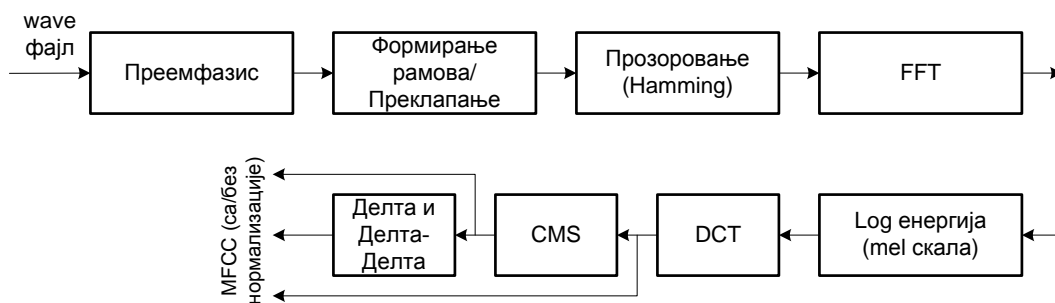 wave
фајл
Преемфазис
Формирање
рамова/
Преклапање
Прозоровање
(Hamming)
FFT
MFCC (са/без
нормализације)
Делта и
Делта-
Делта
CMS
DCT
Log енергија
(mel скала)